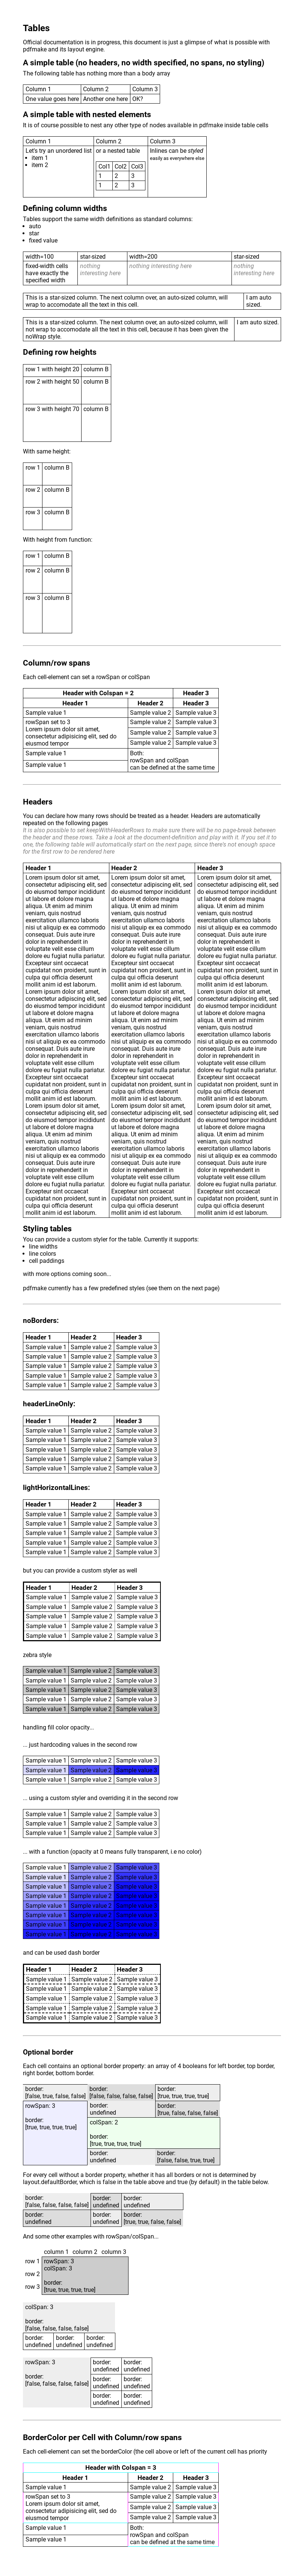 Tables
Official documentation is in progress, this document is just a glimpse of what is possible with
pdfmake and its layout engine.
A simple table (no headers, no width specified, no spans, no styling)
The following table has nothing more than a body array
Column 1 Column 2 Column 3
One value goes here Another one here OK?
A simple table with nested elements
It is of course possible to nest any other type of nodes available in pdfmake inside table cells
Column 1 Column 2 Column 3
Let's try an unordered list
item 1
item 2
or a nested table
Col1 Col2 Col3
1 2 3
1 2 3
Inlines can be styled
easily as everywhere else
Defining column widths
Tables support the same width definitions as standard columns:
auto
star
fixed value
width=100 star-sized width=200 star-sized
fixed-width cells
have exactly the
specified width
nothing
interesting here
nothing interesting here
nothing
interesting here
This is a star-sized column. The next column over, an auto-sized column, will
wrap to accomodate all the text in this cell.
I am auto
sized.
This is a star-sized column. The next column over, an auto-sized column, will
not wrap to accomodate all the text in this cell, because it has been given the
noWrap style.
I am auto sized.
Defining row heights
row 1 with height 20 column B
row 2 with height 50 column B
row 3 with height 70 column B
With same height:
row 1 column B
row 2 column B
row 3 column B
With height from function:
row 1 column B
row 2 column B
row 3 column B
Column/row spans
Each cell-element can set a rowSpan or colSpan
Header with Colspan = 2 Header 3
Header 1 Header 2 Header 3
Sample value 1 Sample value 2 Sample value 3
rowSpan set to 3
Lorem ipsum dolor sit amet,
consectetur adipisicing elit, sed do
eiusmod tempor
Sample value 2 Sample value 3
Sample value 2 Sample value 3
Sample value 2 Sample value 3
Sample value 1
Sample value 1
Both:
rowSpan and colSpan
can be defined at the same time
Headers
You can declare how many rows should be treated as a header. Headers are automatically
repeated on the following pages
It is also possible to set keepWithHeaderRows to make sure there will be no page-break between
the header and these rows. Take a look at the document-definition and play with it. If you set it to
one, the following table will automatically start on the next page, since there's not enough space
for the first row to be rendered here
Header 1 Header 2 Header 3
Lorem ipsum dolor sit amet, Lorem ipsum dolor sit amet, Lorem ipsum dolor sit amet,
consectetur adipisicing elit, sed consectetur adipisicing elit, sed consectetur adipisicing elit, sed
do eiusmod tempor incididunt do eiusmod tempor incididunt do eiusmod tempor incididunt
ut labore et dolore magna ut labore et dolore magna ut labore et dolore magna
aliqua. Ut enim ad minim aliqua. Ut enim ad minim aliqua. Ut enim ad minim
veniam, quis nostrud veniam, quis nostrud veniam, quis nostrud
exercitation ullamco laboris exercitation ullamco laboris exercitation ullamco laboris
nisi ut aliquip ex ea commodo nisi ut aliquip ex ea commodo nisi ut aliquip ex ea commodo
consequat. Duis aute irure consequat. Duis aute irure consequat. Duis aute irure
dolor in reprehenderit in dolor in reprehenderit in dolor in reprehenderit in
voluptate velit esse cillum voluptate velit esse cillum voluptate velit esse cillum
dolore eu fugiat nulla pariatur. dolore eu fugiat nulla pariatur. dolore eu fugiat nulla pariatur.
Excepteur sint occaecat Excepteur sint occaecat Excepteur sint occaecat
cupidatat non proident, sunt in cupidatat non proident, sunt in cupidatat non proident, sunt in
culpa qui officia deserunt culpa qui officia deserunt culpa qui officia deserunt
mollit anim id est laborum. mollit anim id est laborum. mollit anim id est laborum.
Lorem ipsum dolor sit amet, Lorem ipsum dolor sit amet, Lorem ipsum dolor sit amet,
consectetur adipisicing elit, sed consectetur adipisicing elit, sed consectetur adipisicing elit, sed
do eiusmod tempor incididunt do eiusmod tempor incididunt do eiusmod tempor incididunt
ut labore et dolore magna ut labore et dolore magna ut labore et dolore magna
aliqua. Ut enim ad minim aliqua. Ut enim ad minim aliqua. Ut enim ad minim
veniam, quis nostrud veniam, quis nostrud veniam, quis nostrud
exercitation ullamco laboris exercitation ullamco laboris exercitation ullamco laboris
nisi ut aliquip ex ea commodo nisi ut aliquip ex ea commodo nisi ut aliquip ex ea commodo
consequat. Duis aute irure consequat. Duis aute irure consequat. Duis aute irure
dolor in reprehenderit in dolor in reprehenderit in dolor in reprehenderit in
voluptate velit esse cillum voluptate velit esse cillum voluptate velit esse cillum
dolore eu fugiat nulla pariatur. dolore eu fugiat nulla pariatur. dolore eu fugiat nulla pariatur.
Excepteur sint occaecat Excepteur sint occaecat Excepteur sint occaecat
cupidatat non proident, sunt in cupidatat non proident, sunt in cupidatat non proident, sunt in
culpa qui officia deserunt culpa qui officia deserunt culpa qui officia deserunt
mollit anim id est laborum. mollit anim id est laborum. mollit anim id est laborum.
Lorem ipsum dolor sit amet, Lorem ipsum dolor sit amet, Lorem ipsum dolor sit amet,
consectetur adipisicing elit, sed consectetur adipisicing elit, sed consectetur adipisicing elit, sed
do eiusmod tempor incididunt do eiusmod tempor incididunt do eiusmod tempor incididunt
ut labore et dolore magna ut labore et dolore magna ut labore et dolore magna
aliqua. Ut enim ad minim aliqua. Ut enim ad minim aliqua. Ut enim ad minim
veniam, quis nostrud veniam, quis nostrud veniam, quis nostrud
exercitation ullamco laboris exercitation ullamco laboris exercitation ullamco laboris
nisi ut aliquip ex ea commodo nisi ut aliquip ex ea commodo nisi ut aliquip ex ea commodo
consequat. Duis aute irure consequat. Duis aute irure consequat. Duis aute irure
dolor in reprehenderit in dolor in reprehenderit in dolor in reprehenderit in
voluptate velit esse cillum voluptate velit esse cillum voluptate velit esse cillum
dolore eu fugiat nulla pariatur. dolore eu fugiat nulla pariatur. dolore eu fugiat nulla pariatur.
Excepteur sint occaecat Excepteur sint occaecat Excepteur sint occaecat
cupidatat non proident, sunt in cupidatat non proident, sunt in cupidatat non proident, sunt in
culpa qui officia deserunt culpa qui officia deserunt culpa qui officia deserunt
mollit anim id est laborum. mollit anim id est laborum. mollit anim id est laborum.
Styling tables
You can provide a custom styler for the table. Currently it supports:
line widths
line colors
cell paddings
with more options coming soon...
pdfmake currently has a few predefined styles (see them on the next page)
noBorders:
Header 1 Header 2 Header 3
Sample value 1 Sample value 2 Sample value 3
Sample value 1 Sample value 2 Sample value 3
Sample value 1 Sample value 2 Sample value 3
Sample value 1 Sample value 2 Sample value 3
Sample value 1 Sample value 2 Sample value 3
headerLineOnly:
Header 1 Header 2 Header 3
Sample value 1 Sample value 2 Sample value 3
Sample value 1 Sample value 2 Sample value 3
Sample value 1 Sample value 2 Sample value 3
Sample value 1 Sample value 2 Sample value 3
Sample value 1 Sample value 2 Sample value 3
lightHorizontalLines:
Header 1 Header 2 Header 3
Sample value 1 Sample value 2 Sample value 3
Sample value 1 Sample value 2 Sample value 3
Sample value 1 Sample value 2 Sample value 3
Sample value 1 Sample value 2 Sample value 3
Sample value 1 Sample value 2 Sample value 3
but you can provide a custom styler as well
Header 1 Header 2 Header 3
Sample value 1 Sample value 2 Sample value 3
Sample value 1 Sample value 2 Sample value 3
Sample value 1 Sample value 2 Sample value 3
Sample value 1 Sample value 2 Sample value 3
Sample value 1 Sample value 2 Sample value 3
zebra style
Sample value 1 Sample value 2 Sample value 3
Sample value 1 Sample value 2 Sample value 3
Sample value 1 Sample value 2 Sample value 3
Sample value 1 Sample value 2 Sample value 3
Sample value 1 Sample value 2 Sample value 3
handling fill color opacity...
... just hardcoding values in the second row
Sample value 1 Sample value 2 Sample value 3
Sample value 1 Sample value 2 Sample value 3
Sample value 1 Sample value 2 Sample value 3
... using a custom styler and overriding it in the second row
Sample value 1 Sample value 2 Sample value 3
Sample value 1 Sample value 2 Sample value 3
Sample value 1 Sample value 2 Sample value 3
... with a function (opacity at 0 means fully transparent, i.e no color)
Sample value 1 Sample value 2 Sample value 3
Sample value 1 Sample value 2 Sample value 3
Sample value 1 Sample value 2 Sample value 3
Sample value 1 Sample value 2 Sample value 3
Sample value 1 Sample value 2 Sample value 3
Sample value 1 Sample value 2 Sample value 3
Sample value 1 Sample value 2 Sample value 3
Sample value 1 Sample value 2 Sample value 3
and can be used dash border
Header 1 Header 2 Header 3
Sample value 1 Sample value 2 Sample value 3
Sample value 1 Sample value 2 Sample value 3
Sample value 1 Sample value 2 Sample value 3
Sample value 1 Sample value 2 Sample value 3
Sample value 1 Sample value 2 Sample value 3
Optional border
Each cell contains an optional border property: an array of 4 booleans for left border, top border,
right border, bottom border.
border: border: border:
[false, true, false, false] [false, false, false, false] [true, true, true, true]
rowSpan: 3
border:
[true, true, true, true]
border:
undefined
border:
[true, false, false, false]
colSpan: 2
border:
[true, true, true, true]
border:
undefined
border:
[false, false, true, true]
For every cell without a border property, whether it has all borders or not is determined by
layout.defaultBorder, which is false in the table above and true (by default) in the table below.
border: border: border:
[false, false, false, false] undefined undefined
border: border: border:
undefined undefined [true, true, false, false]
And some other examples with rowSpan/colSpan...
column 1 column 2 column 3
row 1
row 2
row 3
rowSpan: 3
colSpan: 3
border:
[true, true, true, true]
colSpan: 3
border:
[false, false, false, false]
border: border: border:
undefined undefined undefined
rowSpan: 3
border:
[false, false, false, false]
border: border:
undefined undefined
border: border:
undefined undefined
border: border:
undefined undefined
BorderColor per Cell with Column/row spans
Each cell-element can set the borderColor (the cell above or left of the current cell has priority
Header with Colspan = 3
Header 1 Header 2 Header 3
Sample value 1 Sample value 2 Sample value 3
rowSpan set to 3
Lorem ipsum dolor sit amet,
consectetur adipisicing elit, sed do
eiusmod tempor
Sample value 2 Sample value 3
Sample value 2 Sample value 3
Sample value 2 Sample value 3
Sample value 1
Sample value 1
Both:
rowSpan and colSpan
can be defined at the same time